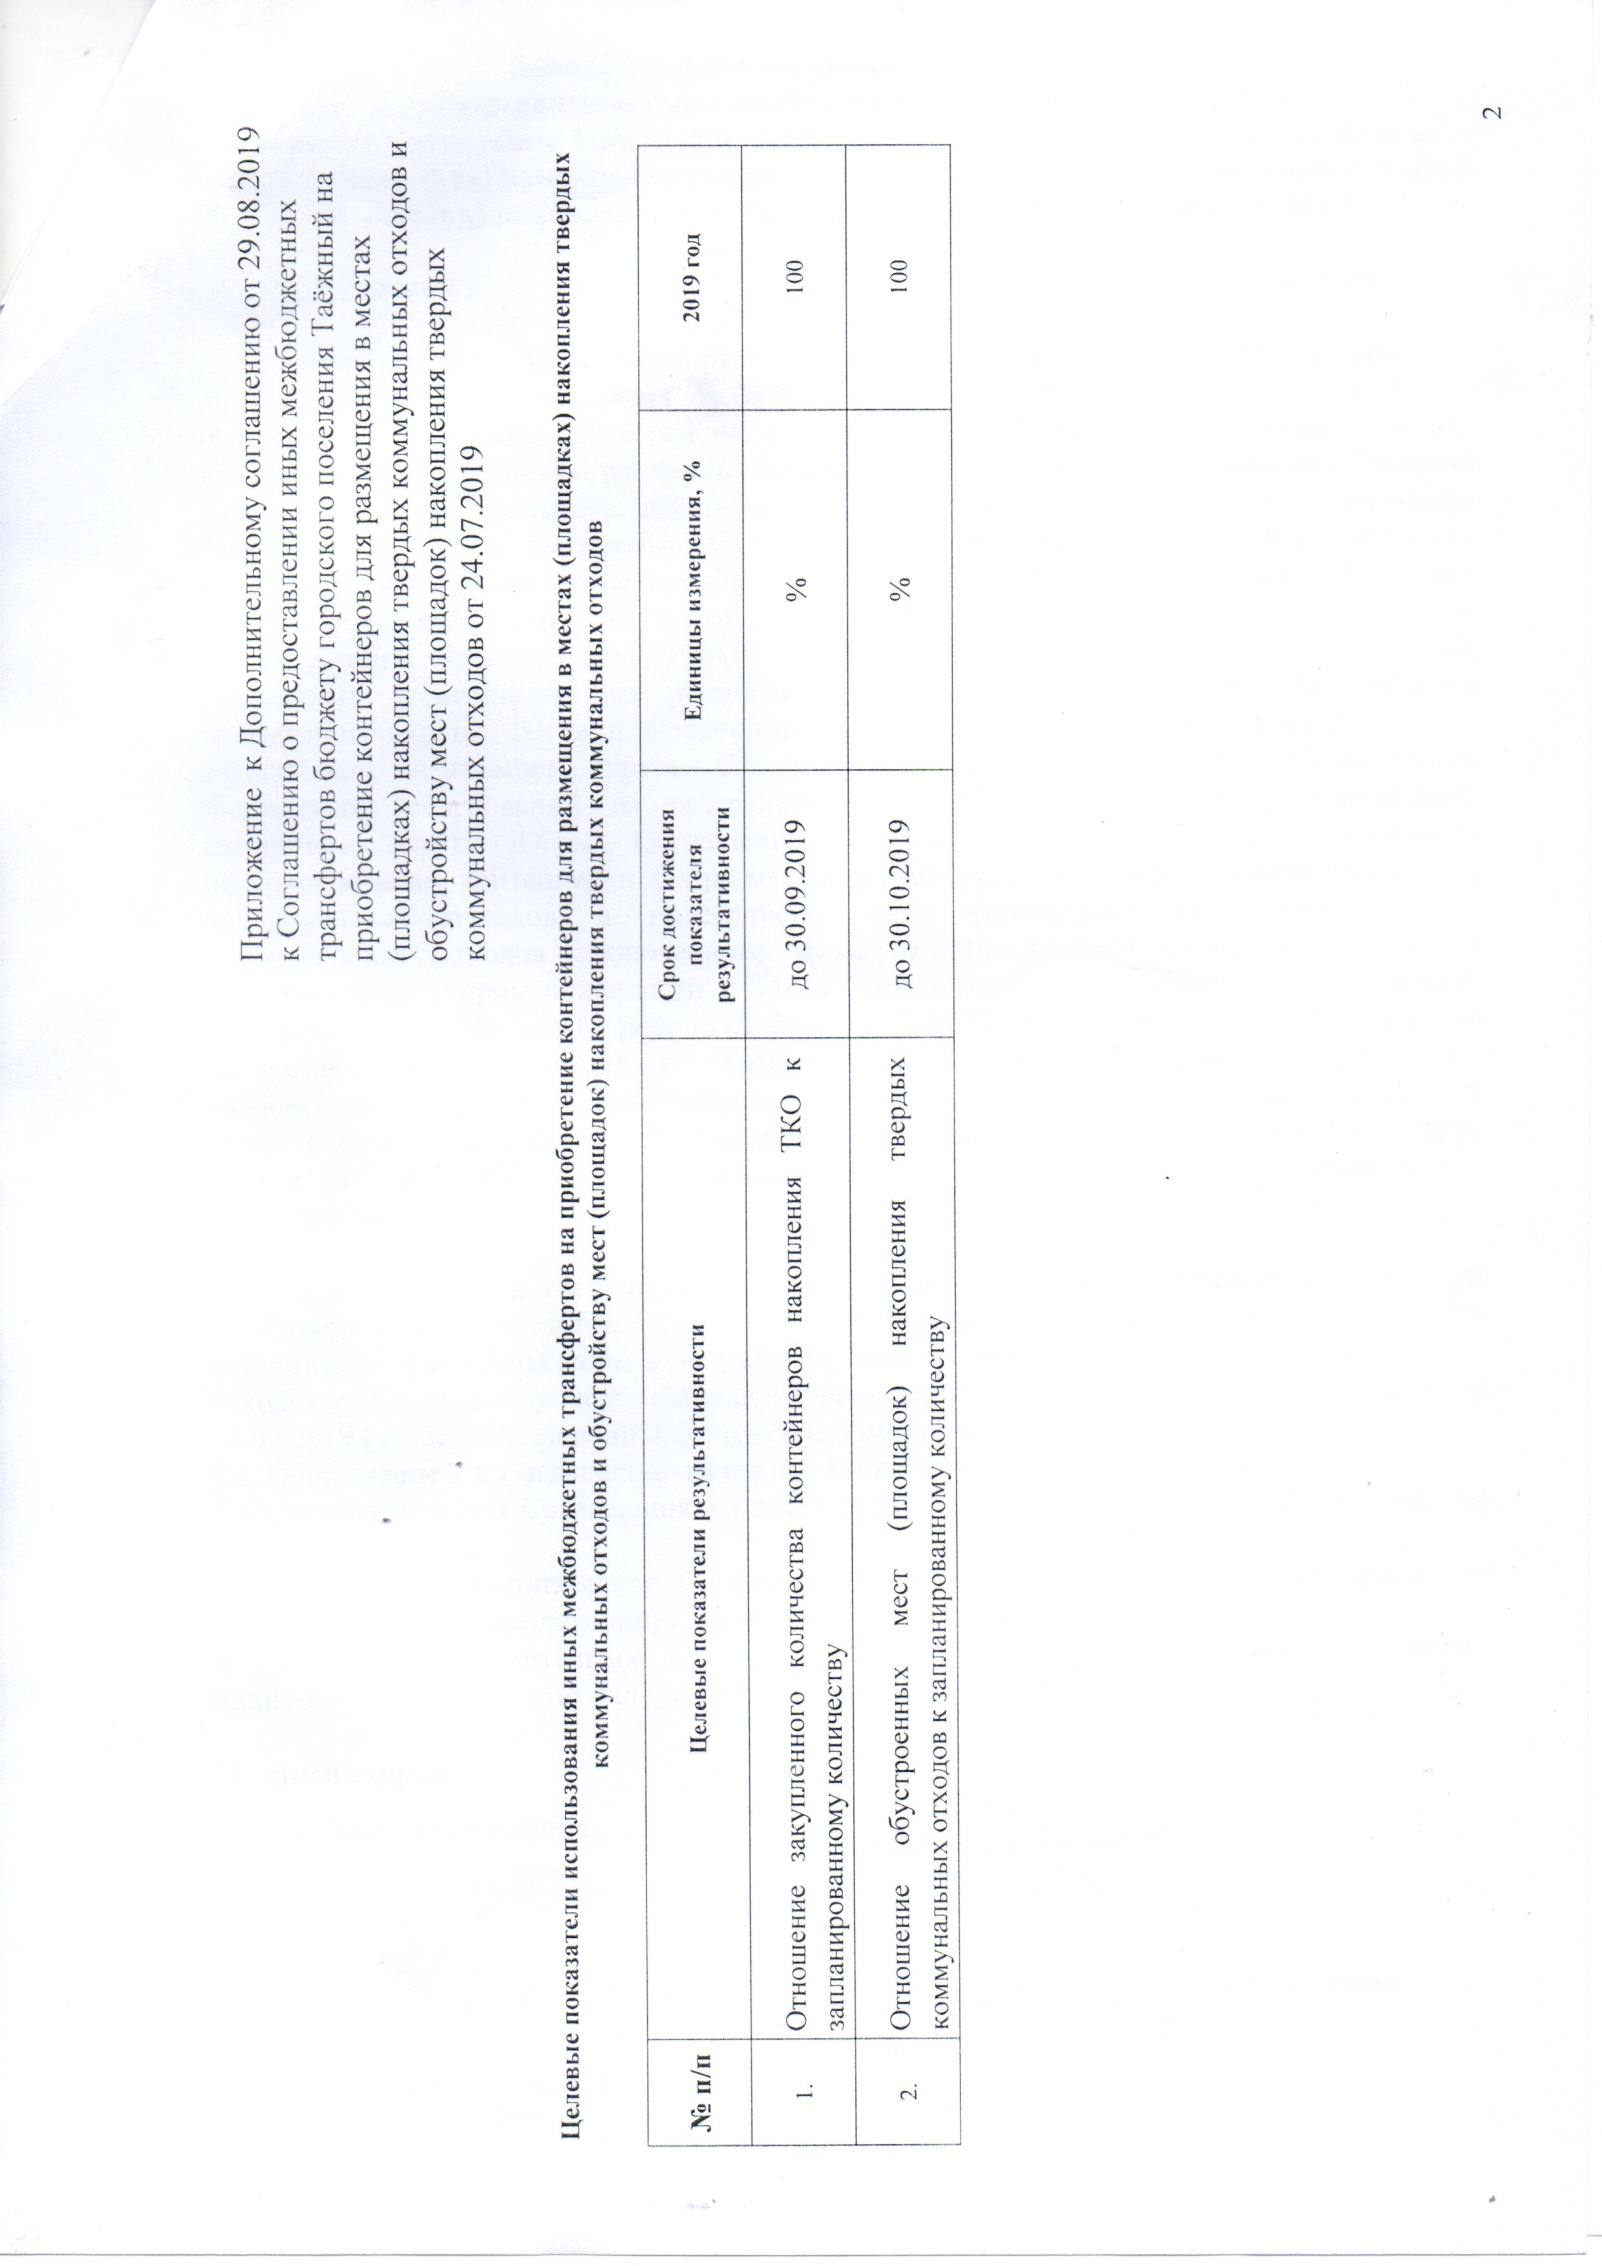 2
Приложение к Дополнительному соглашению от 29.08.2019
к Соглашению о предоставлении иных межбюджетных
трансфертов бюджету городского поселения Таёжный на
приобретение контейнеров для размещения в местах
(площадках) накопления твердых коммунальных отходов и
обустройству мест (площадок) накопления твердых
коммунальных отходов от 24.07.2019
Целевые показатели использования иных межбюджетных трансфертов на приобретение контейнеров для размещения в местах (площадках) накопления твердых
коммунальных отходов и обустройству мест (площадок) накопления твердых коммунальных отходов
№ п/п
Целевые показатели результативности
Срок достижения
показателя
результативности
Единицы измерения, %
2019 год
1.
Отношение закупленного количества контейнеров накопления ТКО к
запланированному количеству
до 30.09.2019
%
100
2.
Отношение обустроенных мест (площадок) накопления твердых
коммунальных отходов к запланированному количеству
до 30.10.2019
%
100